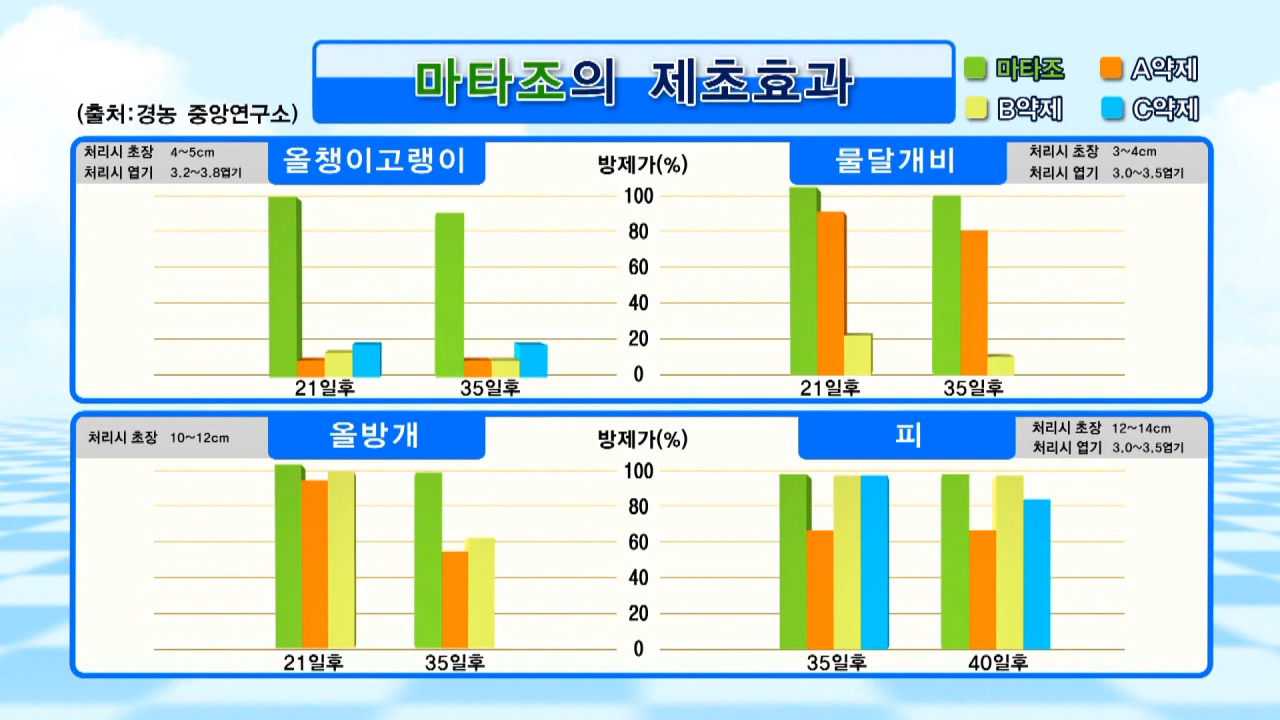 마타조의 제초효과
마타조
A약제
B약제
C약제
(출처:경농 중앙연구소)
처리시 초장 4~5cm
처리시 엽기 3.2~3.8엽기
올챙이고랭이
방제가(%)
물달개비
처리시 초장 3~4cm
처리시 엽기 3.0~3.5엽기
100
80
60
40
20
0
21일후
35일후
21일후
35일후
처리시 초장 10~12cm
올방개
방제가(%)
피
처리시 초장 12~14cm
처리시 엽기 3.0~3.5엽기
100
80
60
40
20
0
21일후
35일후
35일후
40일후